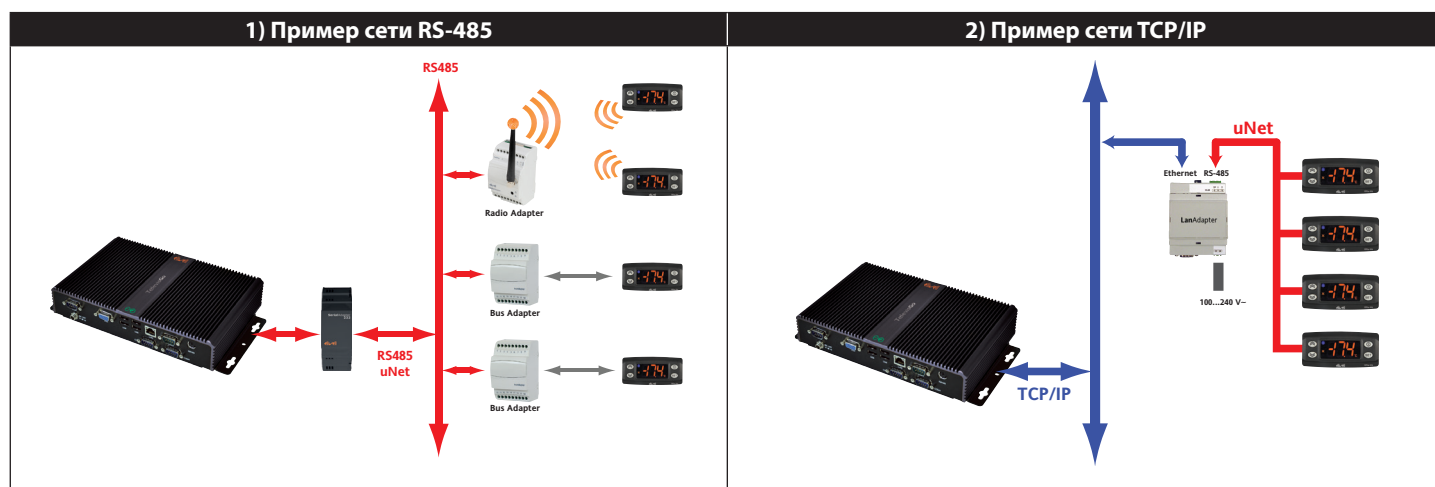 1) Пример сети RS-485
2) Пример сети TCP/IP
RS485
Radio Adapter
Bus Adapter
RS485
uNet
Bus Adapter
uNet
Ethernet RS-485
LanAdapter
100...240 V~
TCP/IP